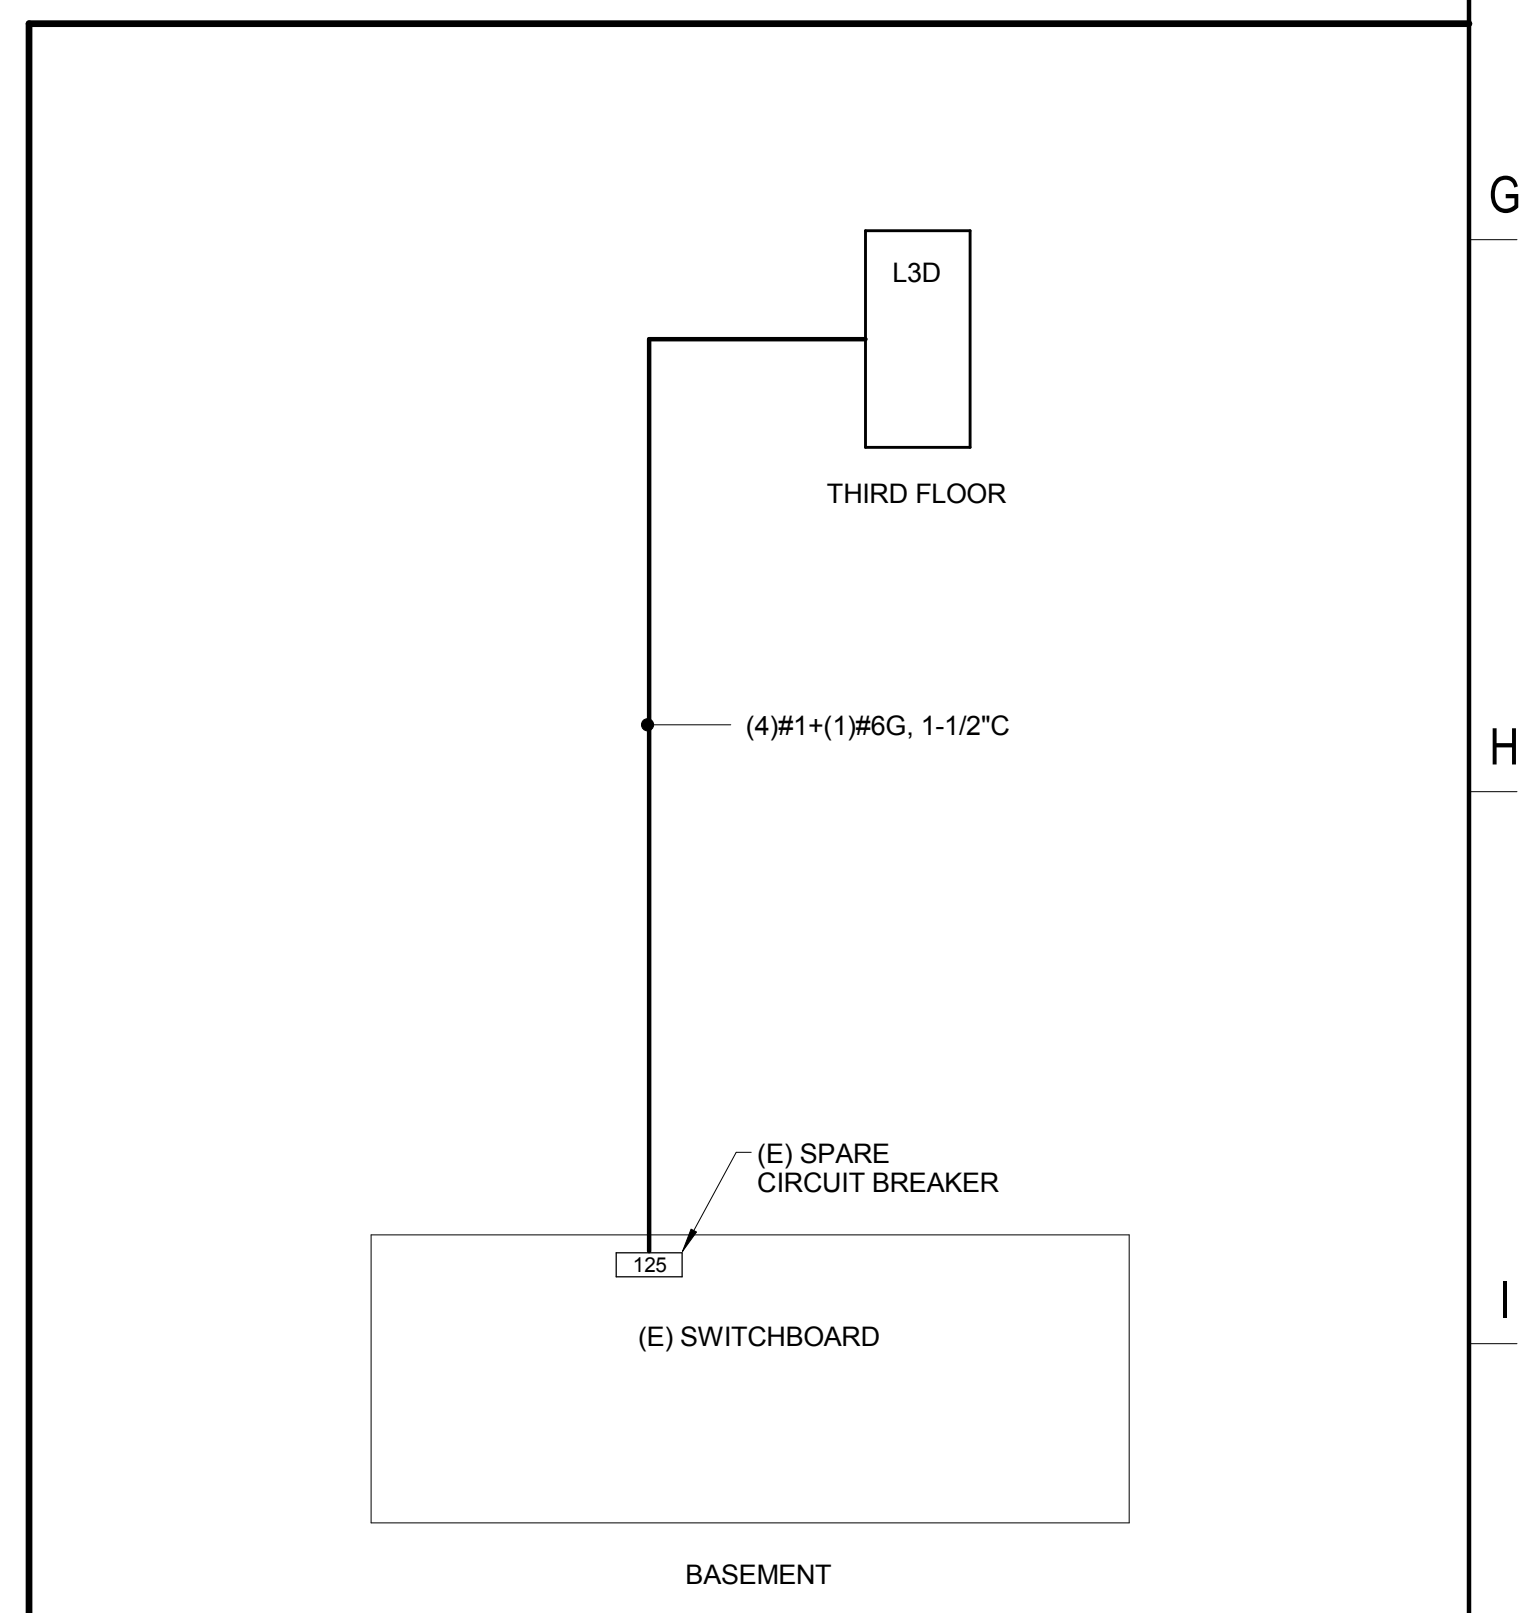 G
L3D
THIRD FLOOR
(4)#1+(1)#6G, 1-1/2"C
H
(E) SPARE
CIRCUIT BREAKER
125
(E) SWITCHBOARD
I
BASEMENT